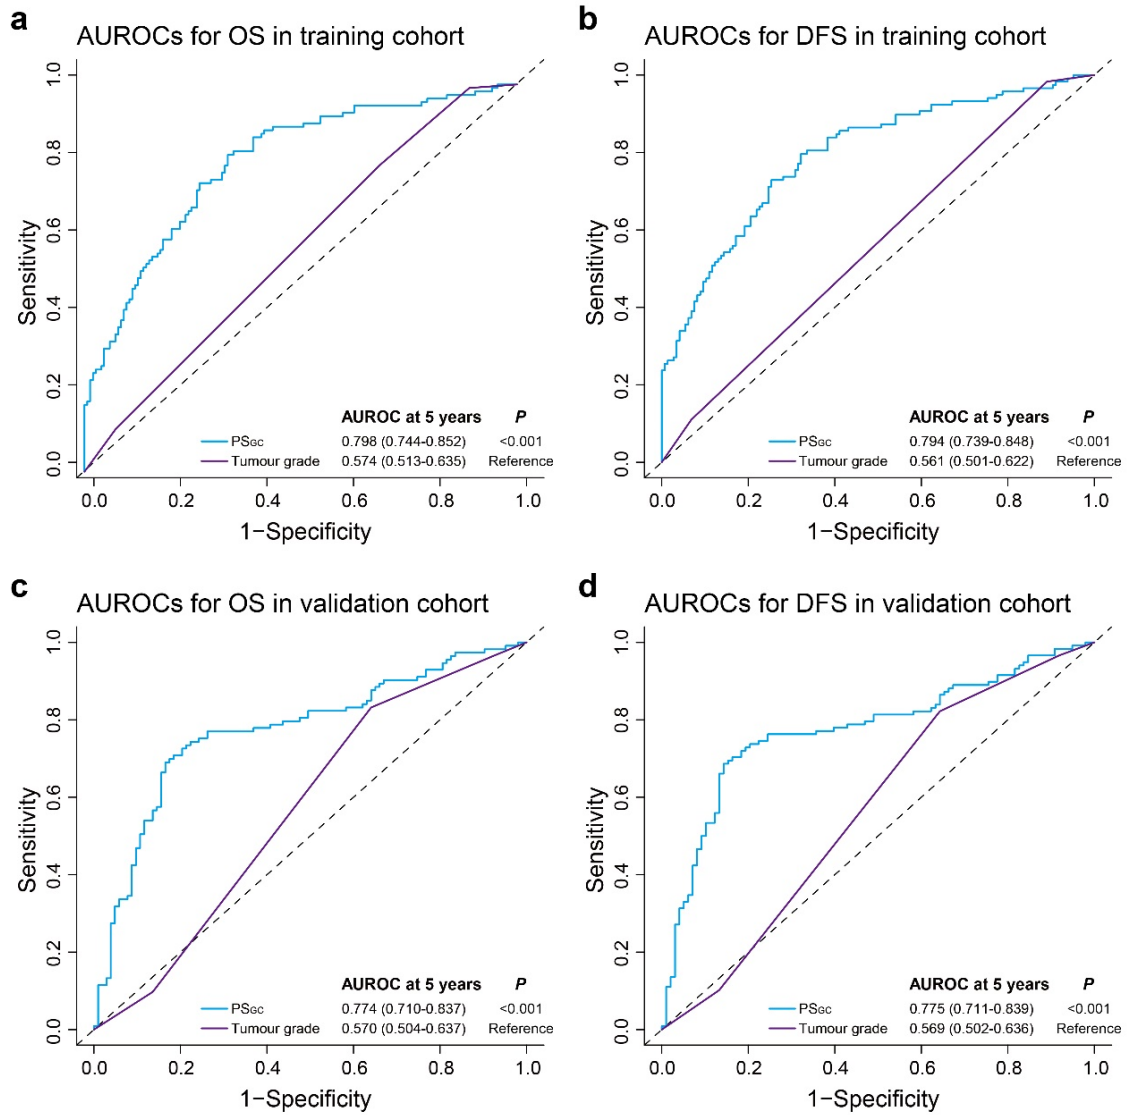 a
AUROCs for OS in training cohort
1.0
0.8
0.6
0.4
0.2
0.0
Sensitivity
AUROC at 5 years P
PSGC 0.798 (0.744-0.852) <0.001
Tumour grade 0.574 (0.513-0.635) Reference
0.0 0.2 0.4 0.6 0.8 1.0
1−Specificity
b
AUROCs for DFS in training cohort
1.0
0.8
0.6
0.4
0.2
0.0
Sensitivity
AUROC at 5 years P
PSGC 0.794 (0.739-0.848) <0.001
Tumour grade 0.561 (0.501-0.622) Reference
0.0 0.2 0.4 0.6 0.8 1.0
1−Specificity
c
AUROCs for OS in validation cohort
1.0
0.8
0.6
0.4
0.2
0.0
Sensitivity
AUROC at 5 years P
PSGC 0.774 (0.710-0.837) <0.001
Tumour grade 0.570 (0.504-0.637) Reference
0.0 0.2 0.4 0.6 0.8 1.0
1−Specificity
d
AUROCs for DFS in validation cohort
1.0
0.8
0.6
0.4
0.2
0.0
Sensitivity
AUROC at 5 years P
PSGC 0.775 (0.711-0.839) <0.001
Tumour grade 0.569 (0.502-0.636) Reference
0.0 0.2 0.4 0.6 0.8 1.0
1−Specificity